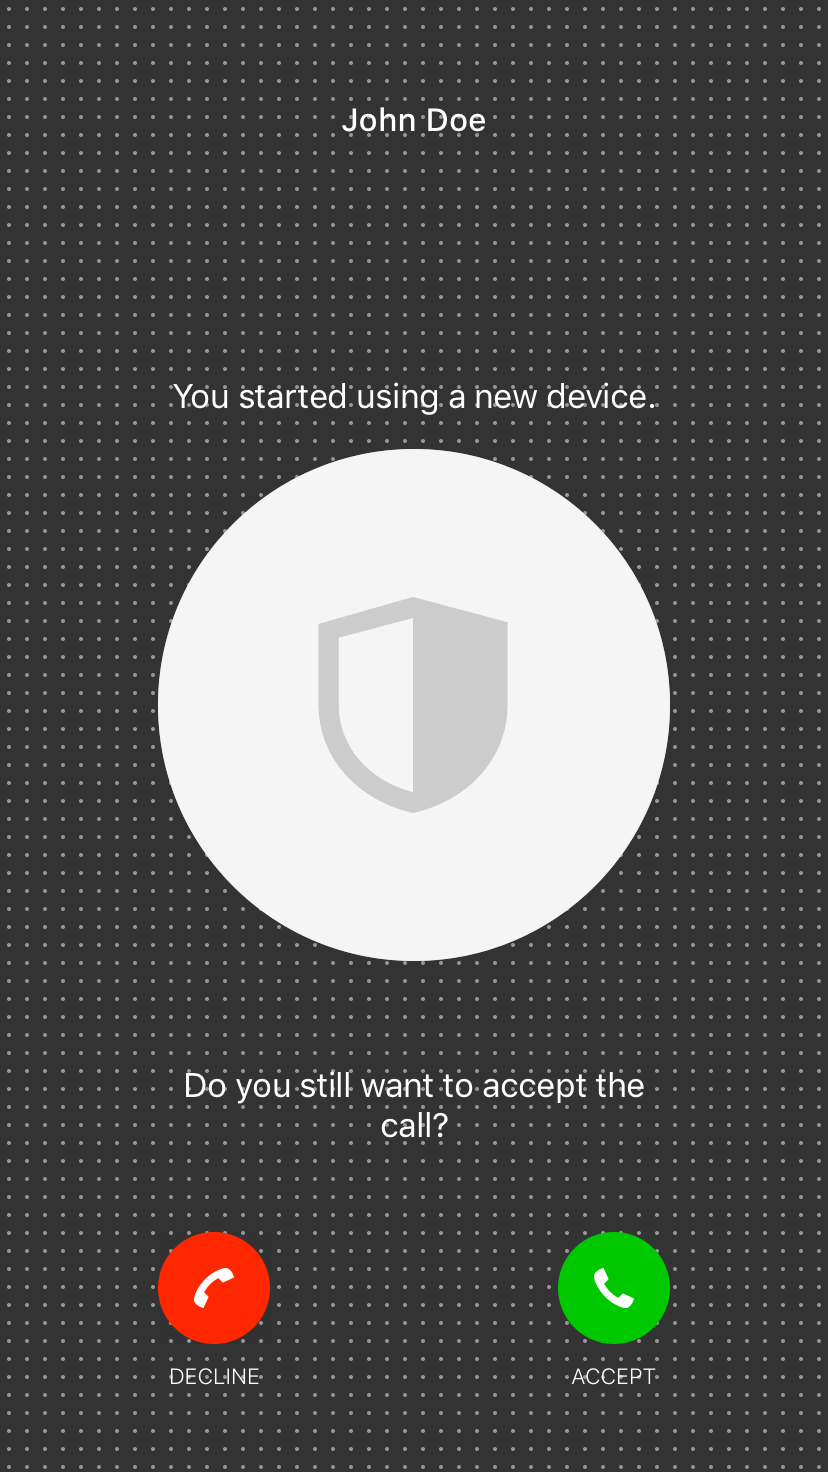 John Doe
You started using a new device.
Do you still want to accept the
call?
DECLINE
ACCEPT